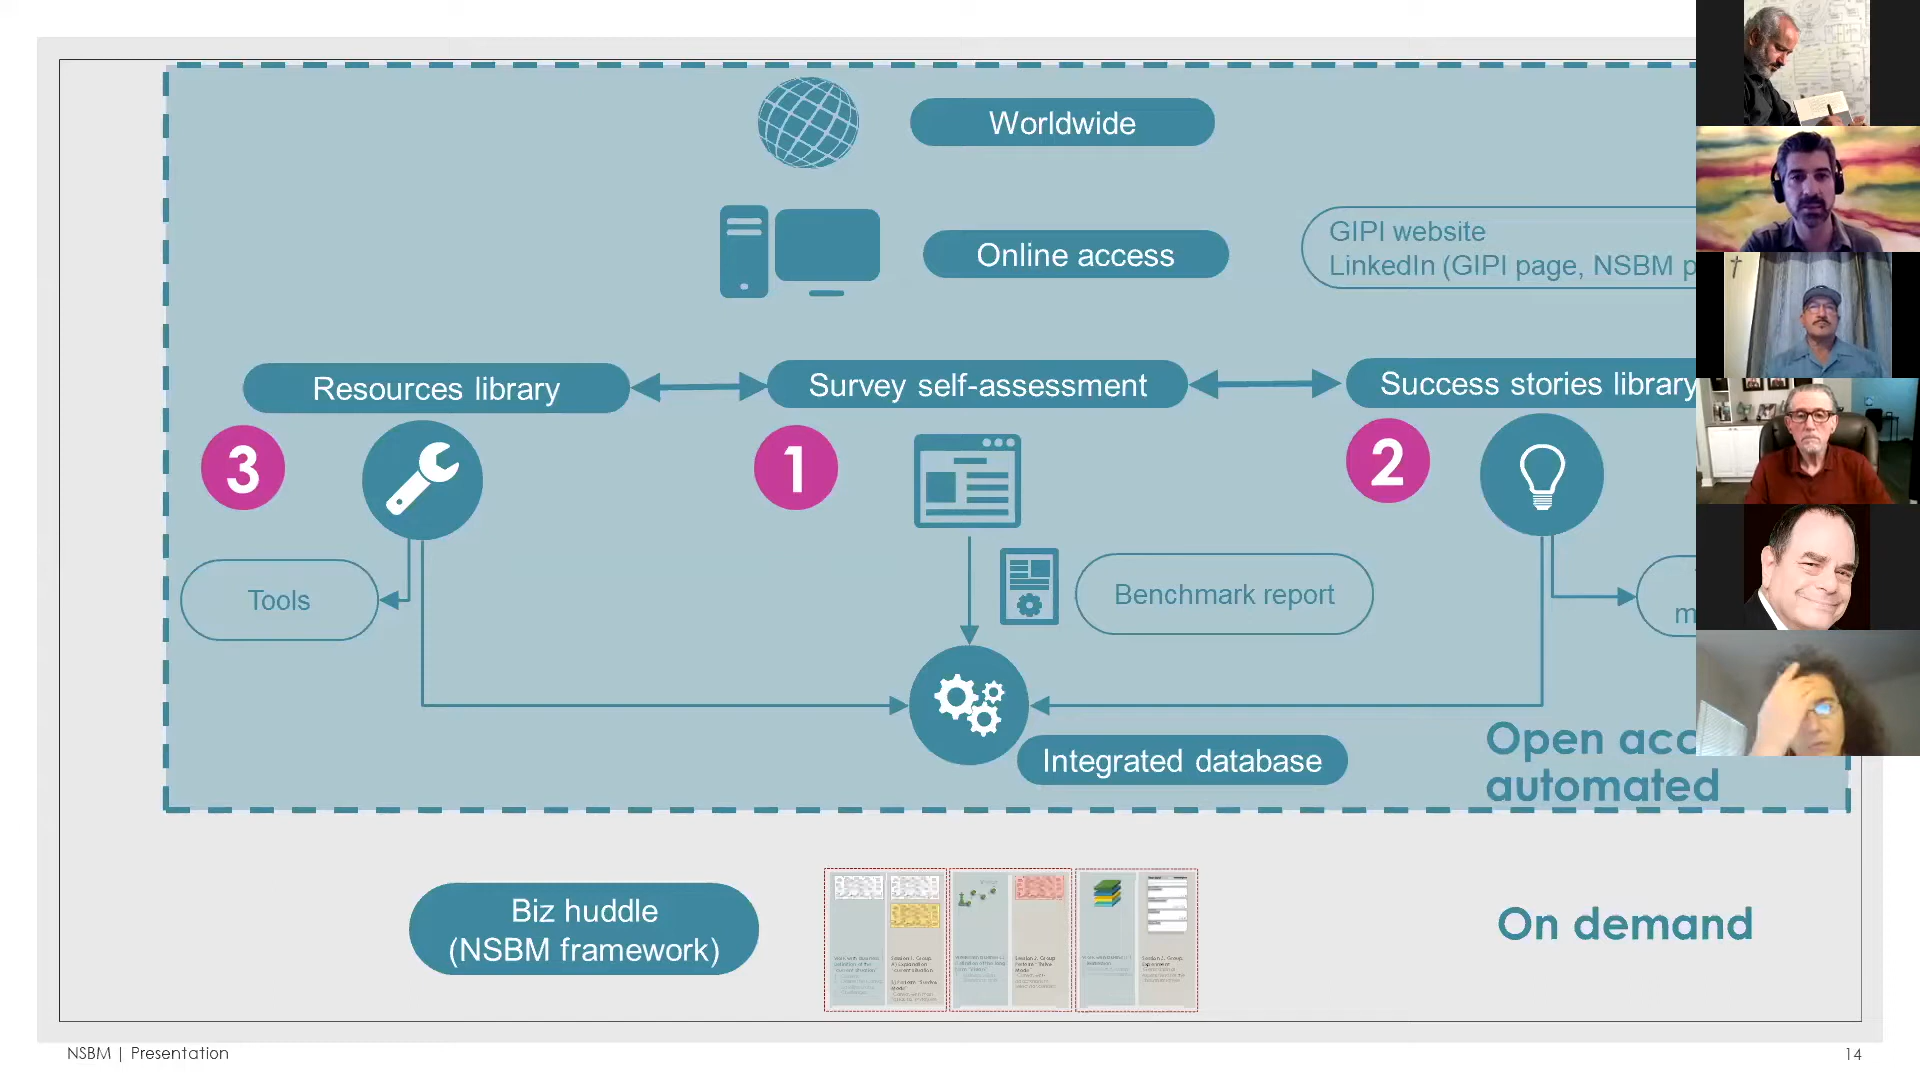 Worldwide
Online access
GIPI website
LinkedIn (GIPI page, NSBM p
Resources library
Survey self-assessment
Success stories library
3
1
2
Tools
Benchmark report
m
Integrated database
Open acc
automated
Biz huddle
(NSBM framework)
On demand
NSBM | Presentation
14